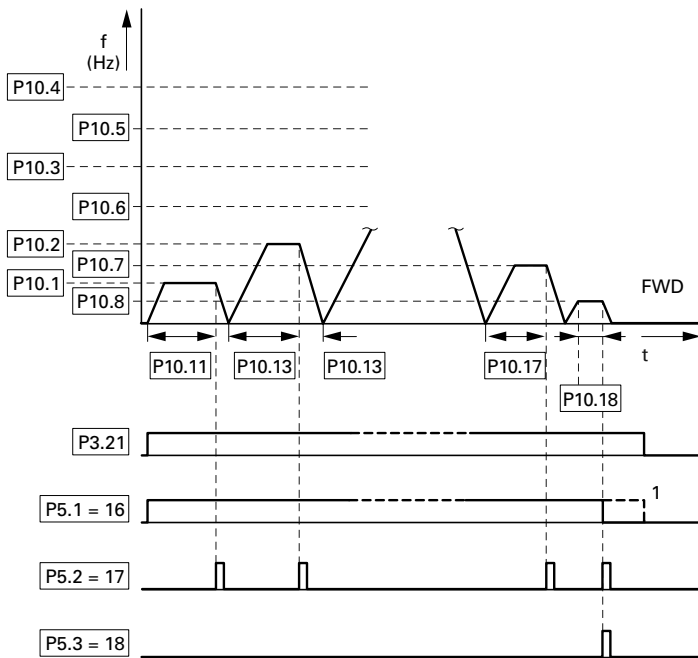 f
(Hz)
P10.4
P10.5
P10.3
P10.6
P10.2
P10.7
P10.1
P10.8
FWD
t
P10.11
P10.13
P10.13
P10.17
P10.18
P3.21
P5.1 = 16
1
P5.2 = 17
P5.3 = 18